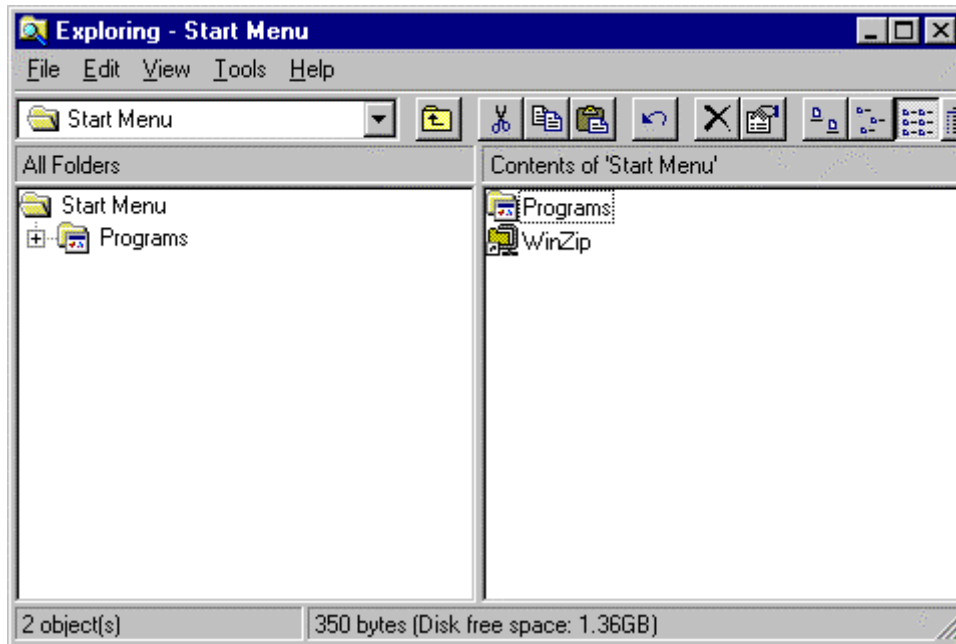 Exploring - Start Menu
File Edit View Tools Help
Start Menu
All Folders
Contents of 'Start Menu'
Start Menu
Programs
Programs
WinZip
2 object(s)
350 bytes (Disk free space: 1.36GB)